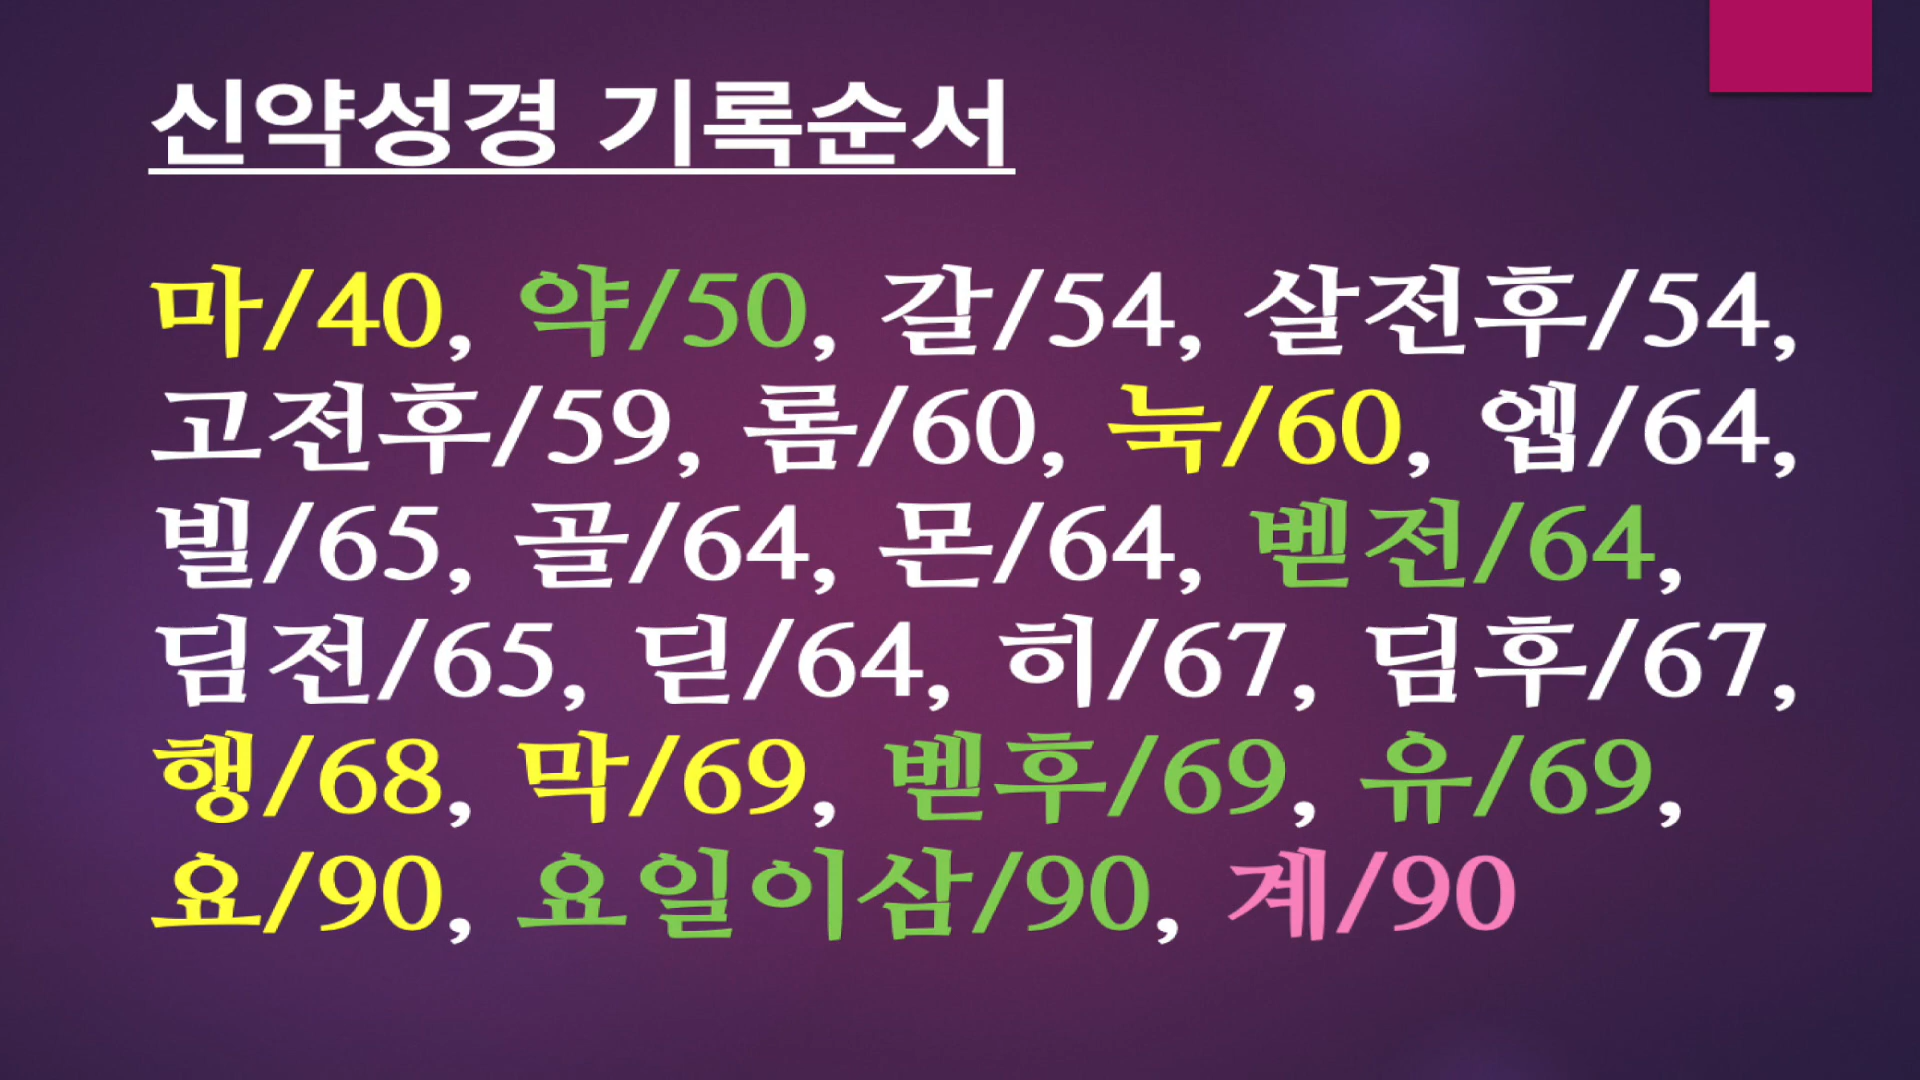 신약성경 기록순서
마/40, 약/50, 갈/54, 살전후/54,
고전후/59, 롬/60, 눅/60, 엡/64,
빌/65, 골/64, 몬/64, 벧전/64,
딤전/65, 딛/64, 히/67, 딤후/67,
행/68, 막/69, 벧후/69, 유/69,
요/90, 요일이삼/90, 계/90